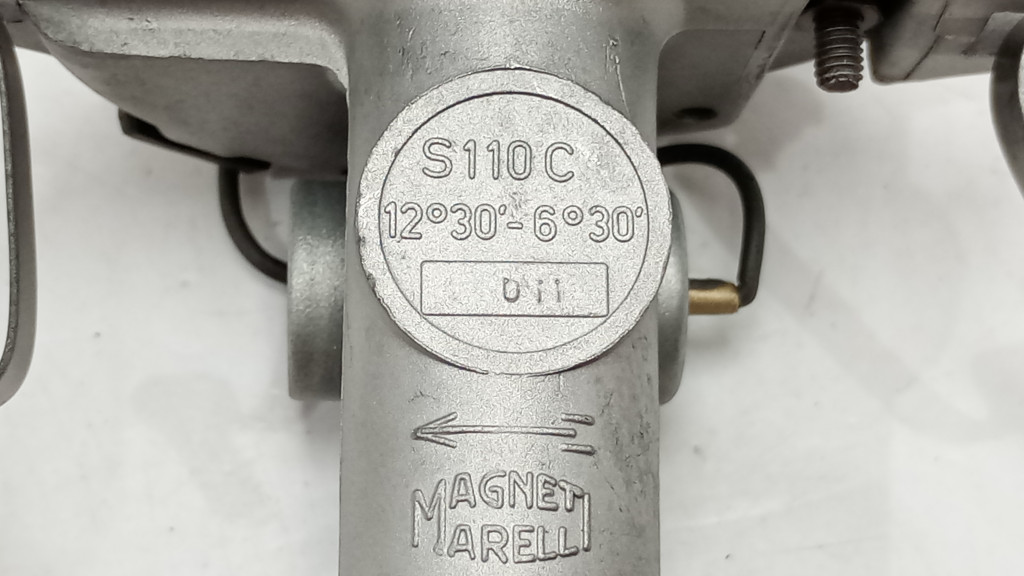 S110C
12°30'-6°30'
MAGNETI
MARELLI